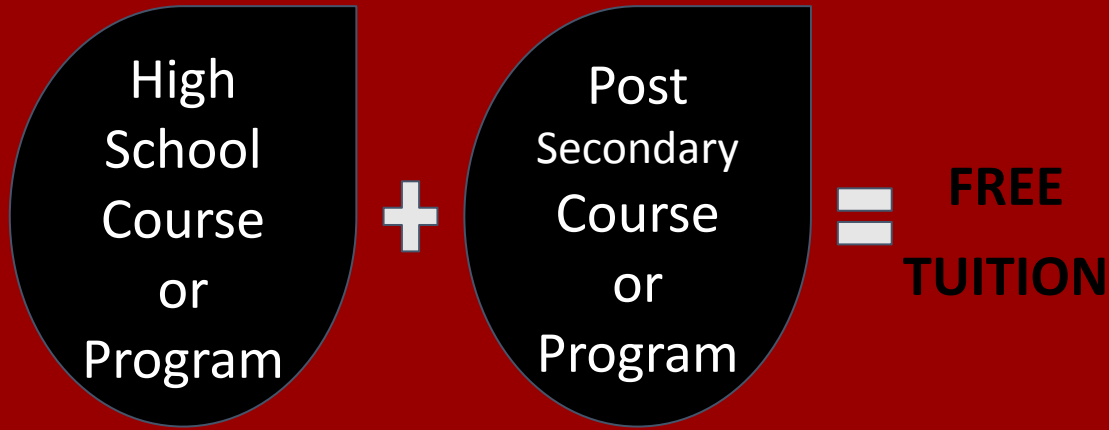 High
School
Course
or
Program
+
Post
Secondary
Course
or
Program
=
FREE
TUITION